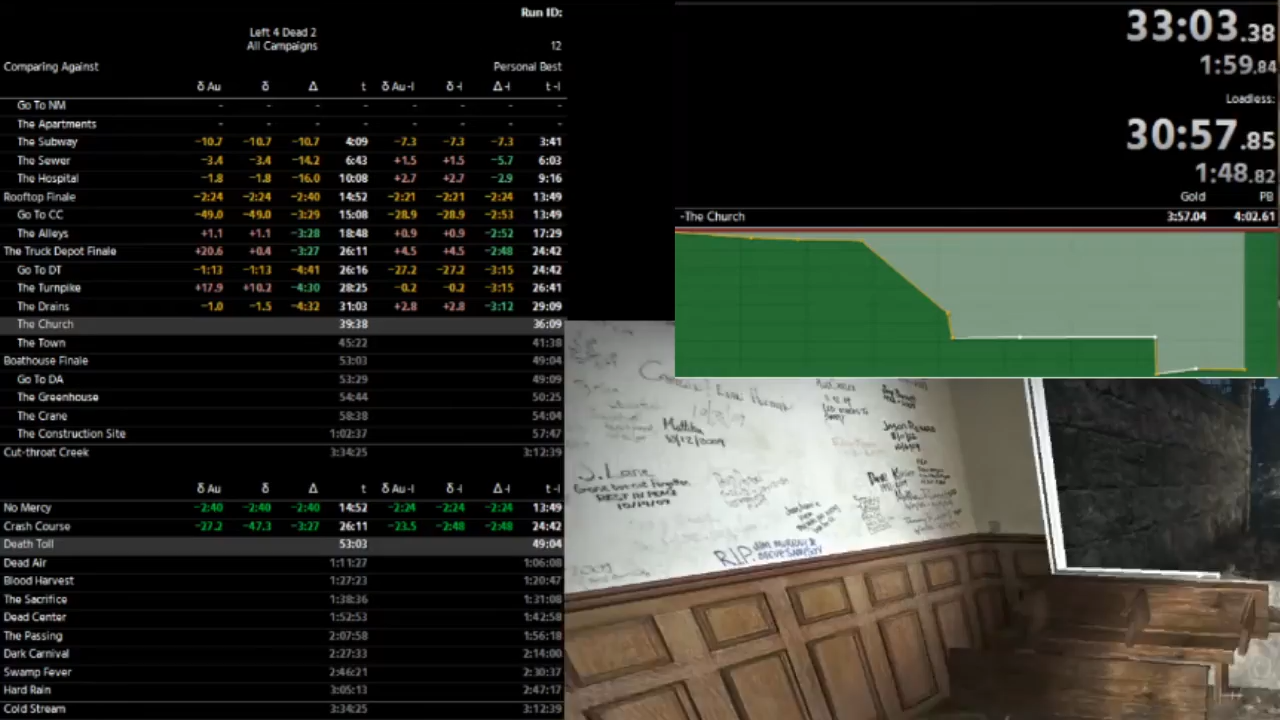 Run ID:
Left 4 Dead 2
All Campaigns 12
Comparing Against Personal Best
δ Au δ Δ t δ Au-I δ -I Δ -I t -I
Go To NM - - - - - - - -
The Apartments - - - - - - - -
The Subway -10.7 -10.7 -10.7 4:09 -7.3 -7.3 -7.3 3:41
The Sewer -3.4 -3.4 -14.2 6:43 +1.5 +1.5 -5.7 6:03
The Hospital -1.8 -1.8 -16.0 10:08 +2.7 +2.7 -2.9 9:16
Rooftop Finale -2:24 -2:24 -2:40 14:52 -2:21 -2:21 -2:24 13:49
Go To CC -49.0 -49.0 -3:29 15:08 -28.9 -28.9 -2:53 13:49
The Alleys +1.1 +1.1 -3:28 18:48 +0.9 +0.9 -2:52 17:29
The Truck Depot Finale +20.6 +0.4 -3:27 26:11 +4.5 +4.5 -2:48 24:42
Go To DT -1:13 -1:13 -4:41 26:16 -27.2 -27.2 -3:15 24:42
The Turnpike +17.9 +10.2 -4:30 28:25 -0.2 -0.2 -3:15 26:41
The Drains -1.0 -1.5 -4:32 31:03 +2.8 +2.8 -3:12 29:09
The Church 39:38 36:09
The Town 45:22 41:38
Boathouse Finale 53:03 49:04
Go To DA 53:29 49:09
The Greenhouse 54:44 50:25
The Crane 58:38 54:04
The Construction Site 1:02:37 57:47
Cut-throat Creek 3:34:25 3:12:39
δ Au δ Δ t δ Au-I δ -I Δ -I t -I
No Mercy -2:40 -2:40 -2:40 14:52 -2:24 -2:24 -2:24 13:49
Crash Course -27.2 -47.3 -3:27 26:11 -23.5 -2:48 -2:48 24:42
Death Toll 53:03 49:04
Dead Air 1:11:27 1:06:08
Blood Harvest 1:27:23 1:20:47
The Sacrifice 1:38:36 1:31:08
Dead Center 1:52:53 1:42:58
The Passing 2:07:58 1:56:18
Dark Carnival 2:27:33 2:14:00
Swamp Fever 2:46:21 2:30:37
Hard Rain 3:05:13 2:47:17
Cold Stream 3:34:25 3:12:39
33:03.38
1:59.84
Loadless:
30:57.85
1:48.82
Gold PB
-The Church 3:57.04 4:02.61
J. Lane
Gone but not Forgotten
REST IN PEACE
R.I.P. JIM MURRAY &